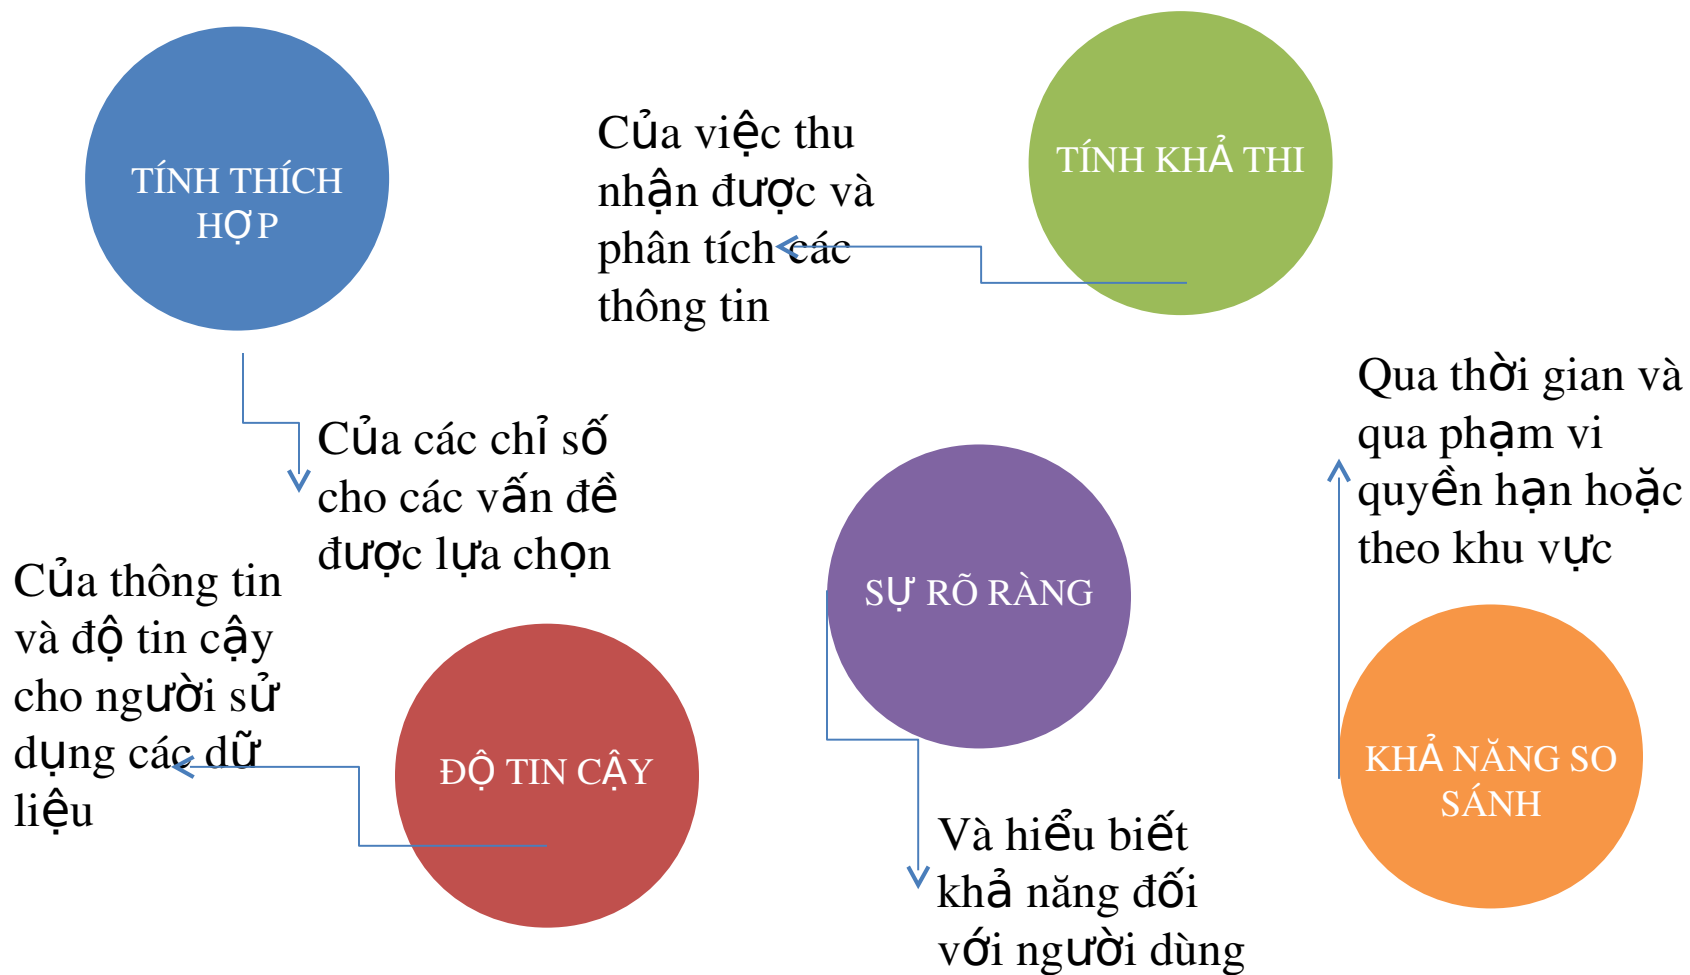 TÍNH THÍCH
HỢP
Của các chỉ số
cho các vấn đề
được lựa chọn
Của việc thu
nhận được và
phân tích các
thông tin
TÍNH KHẢ THI
Của thông tin
và độ tin cậy
cho người sử
dụng các dữ
liệu
ĐỘ TIN CẬY
SỰ RÕ RÀNG
Và hiểu biết
khả năng đối
với người dùng
Qua thời gian và
qua phạm vi
quyền hạn hoặc
theo khu vực
KHẢ NĂNG SO
SÁNH